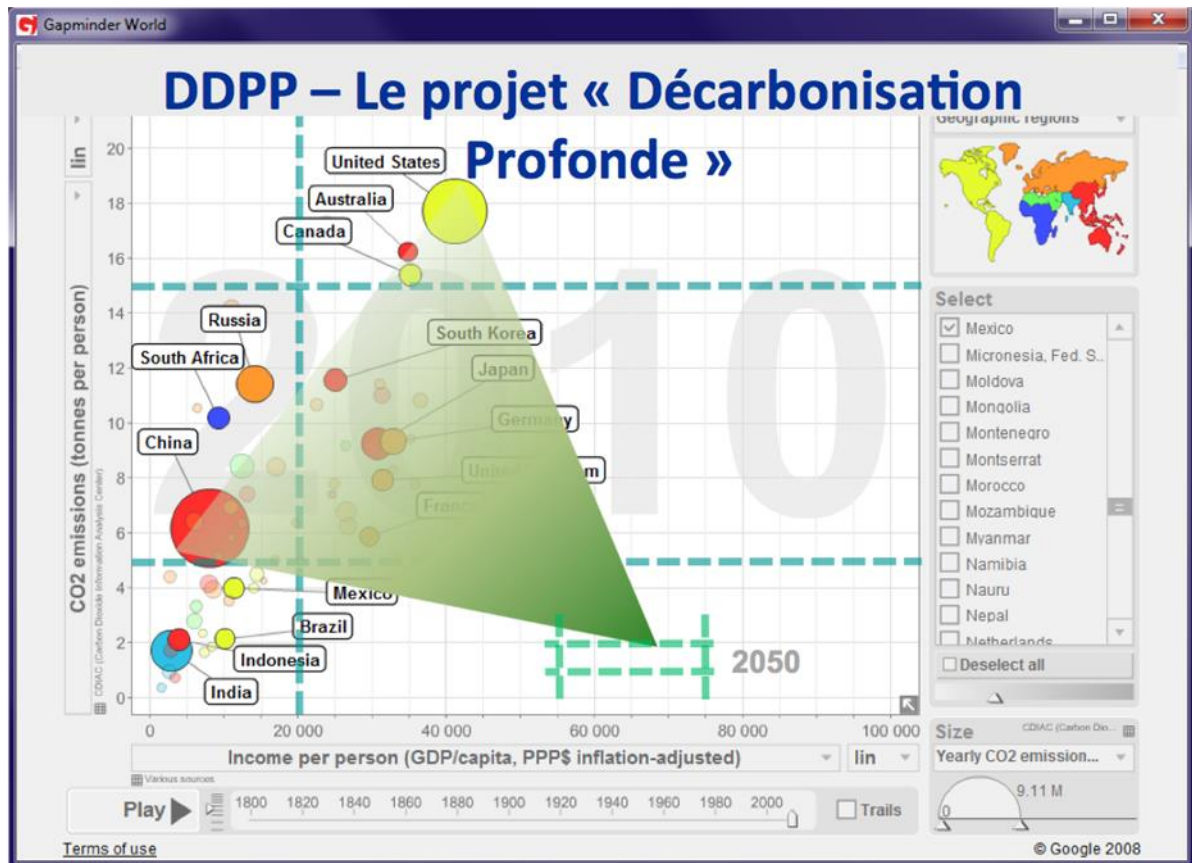 Gapminder World
DDPP – Le projet « Décarbonisation
Profonde »
lin
CO2 emissions (tonnes per person)
CDIAC (Carbon Dioxide Information Analysis Center)
20
18
16
14
12
10
8
6
4
2
0
2010
United States
Australia
Canada
Russia
South Korea
South Africa
Japan
Germany
China
France
Mexico
Brazil
Indonesia
India
2050
0
20 000
40 000
60 000
80 000
100 000
Income per person (GDP/capita, PPP$ inflation-adjusted)
lin
Various sources
Play
1800 1820 1840 1860 1880 1900 1920 1940 1960 1980 2000
Trails
Terms of use
Geographic regions
Select
Mexico
Micronesia, Fed. S..
Moldova
Mongolia
Montenegro
Montserrat
Morocco
Mozambique
Myanmar
Namibia
Nauru
Nepal
Netherlands
Deselect all
Size
CDIAC (Carbon Dio...
Yearly CO2 emission...
9.11 M
0
© Google 2008